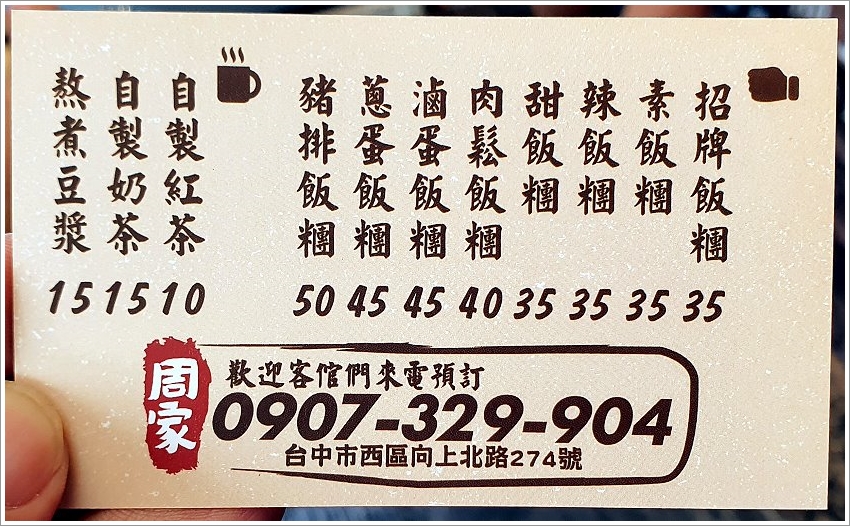 招牌飯糰 35
素飯糰 35
辣飯糰 35
甜飯糰 35
肉鬆飯糰 40
滷蛋飯糰 45
蔥蛋飯糰 45
豬排飯糰 50
自製紅茶 10
自製奶茶 15
熬煮豆漿 15
周家
歡迎客倌們來電預訂
0907-329-904
台中市西區向上北路274號